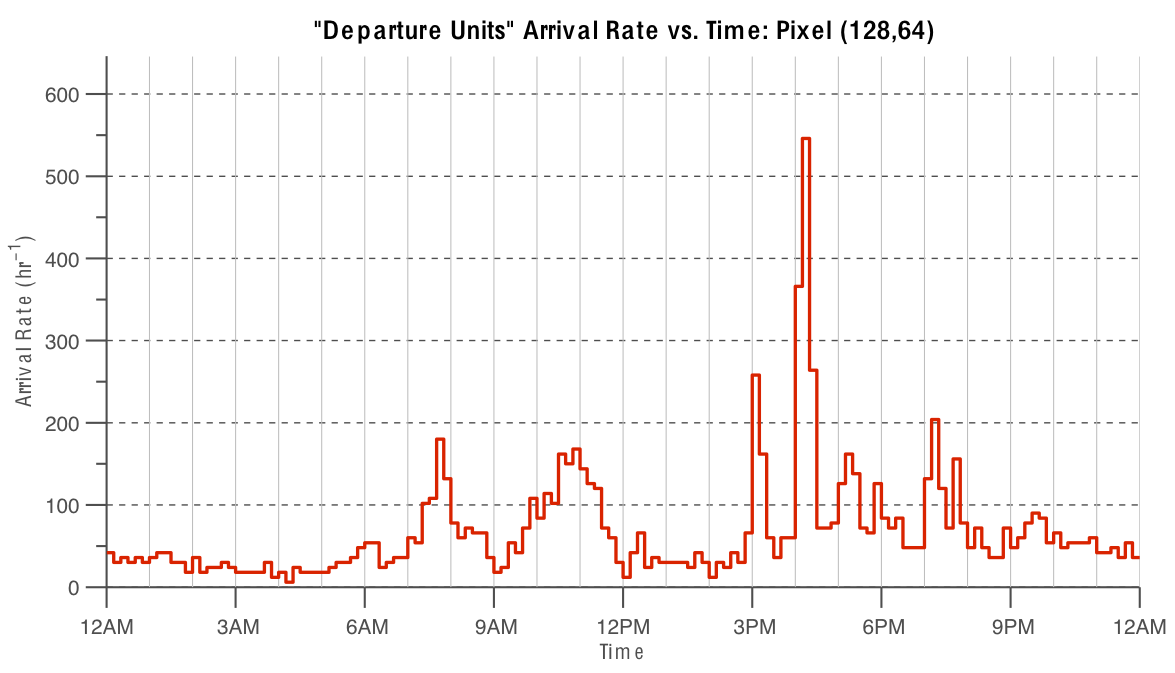 "Departure Units" Arrival Rate vs. Time: Pixel (128,64)
Arrival Rate (hr⁻¹)
600
500
400
300
200
100
0
12AM 3AM 6AM 9AM 12PM 3PM 6PM 9PM 12AM
Time